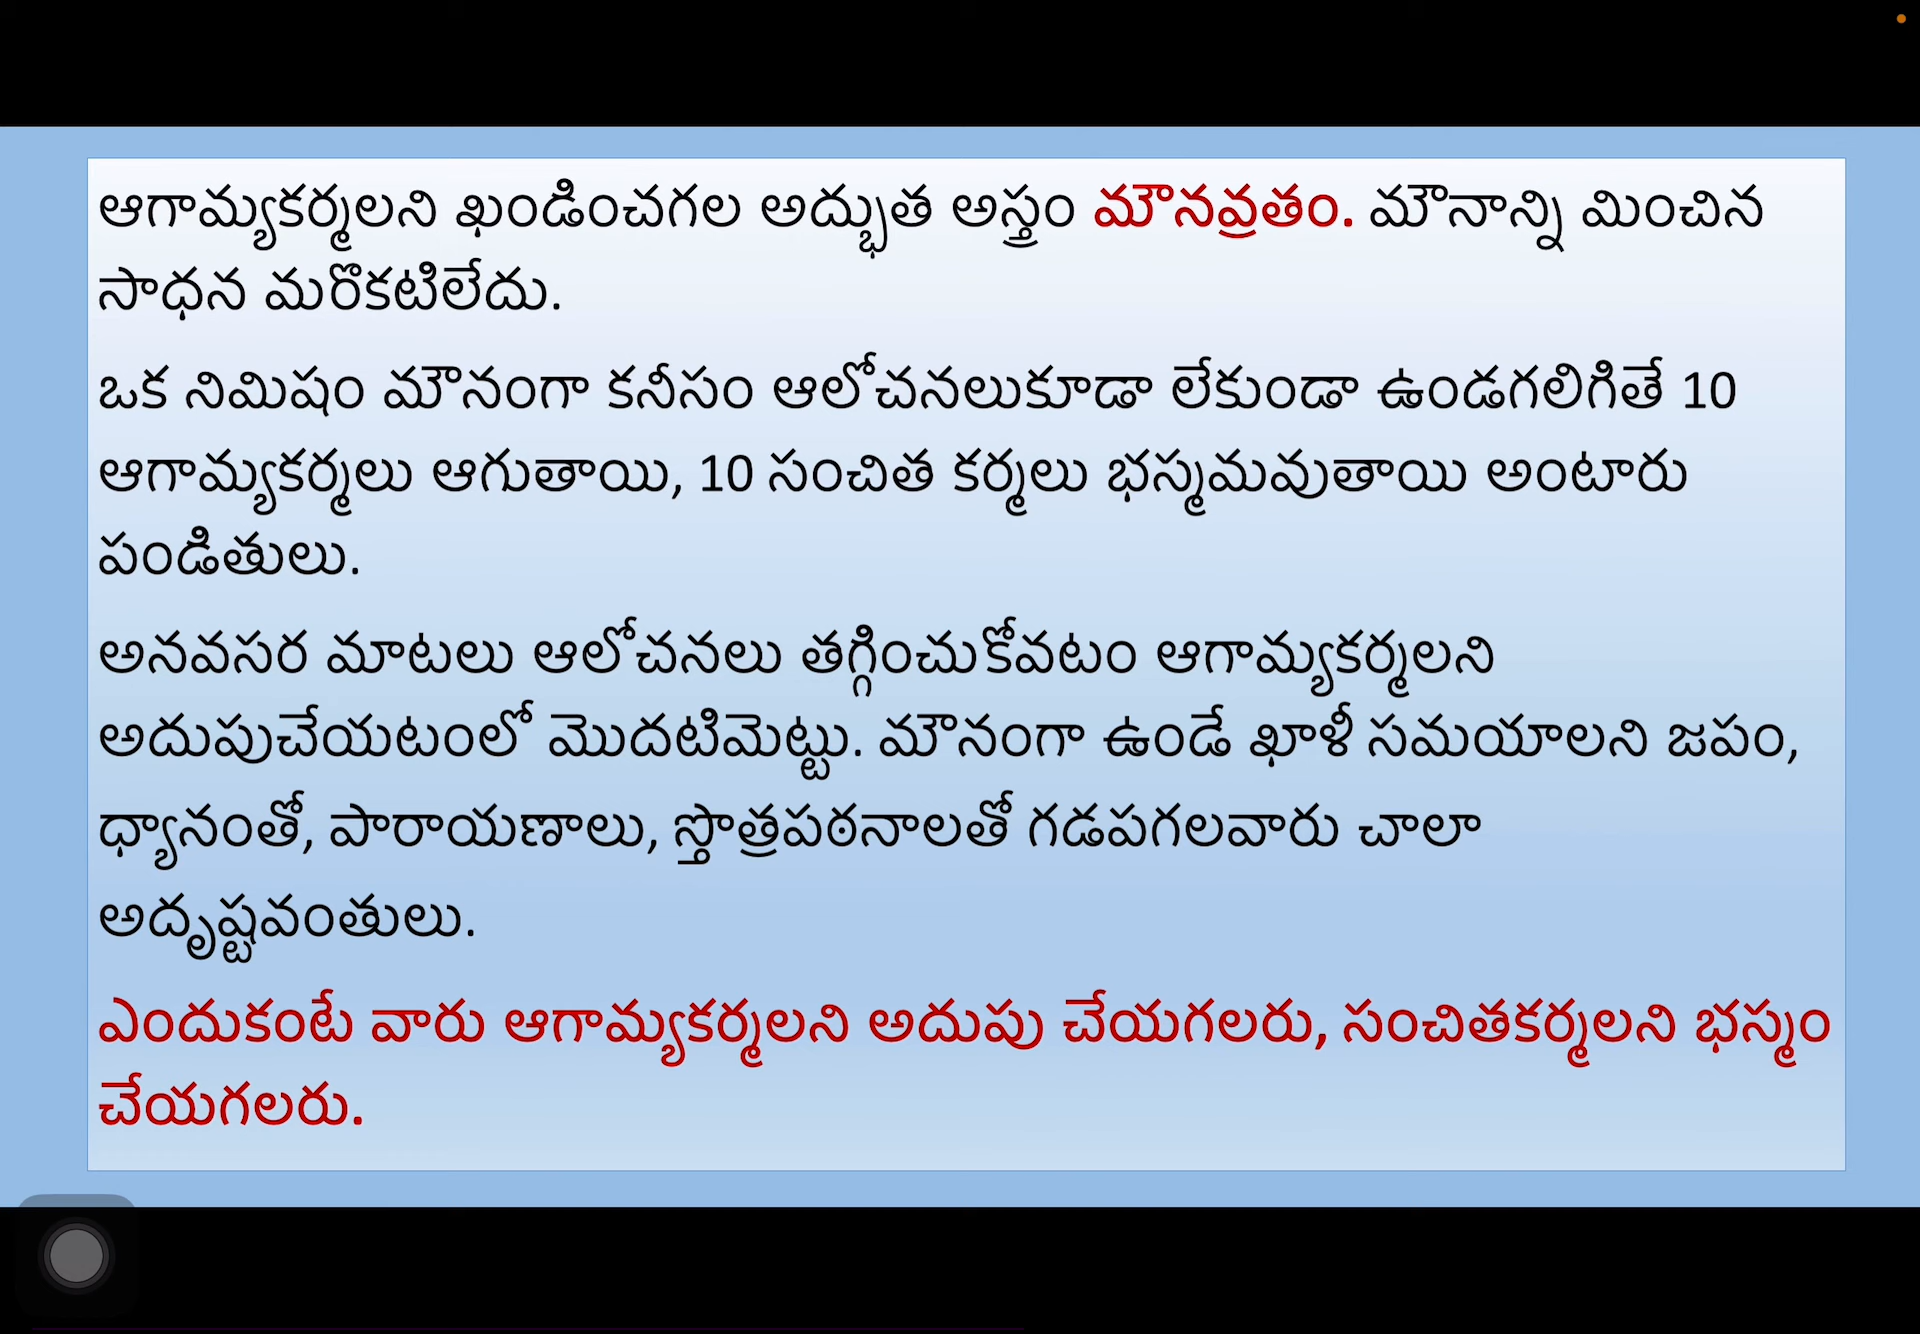 ఆగామ్యకర్మలని ఖండించగల అద్భుత అస్త్రం మౌనవ్రతం. మౌనాన్ని మించిన
సాధన మరొకటిలేదు.
ఒక నిమిషం మౌనంగా కనీసం ఆలోచనలుకూడా లేకుండా ఉండగలిగితే 10
ఆగామ్యకర్మలు ఆగుతాయి, 10 సంచిత కర్మలు భస్మమవుతాయి అంటారు
పండితులు.
అనవసర మాటలు ఆలోచనలు తగ్గించుకోవటం ఆగామ్యకర్మలని
అదుపుచేయటంలో మొదటిమెట్టు. మౌనంగా ఉండే ఖాళీ సమయాలని జపం,
ధ్యానంతో, పారాయణాలు, స్తొత్రపఠనాలతో గడపగలవారు చాలా
అదృష్టవంతులు.
ఎందుకంటే వారు ఆగామ్యకర్మలని అదుపు చేయగలరు, సంచితకర్మలని భస్మం
చేయగలరు.